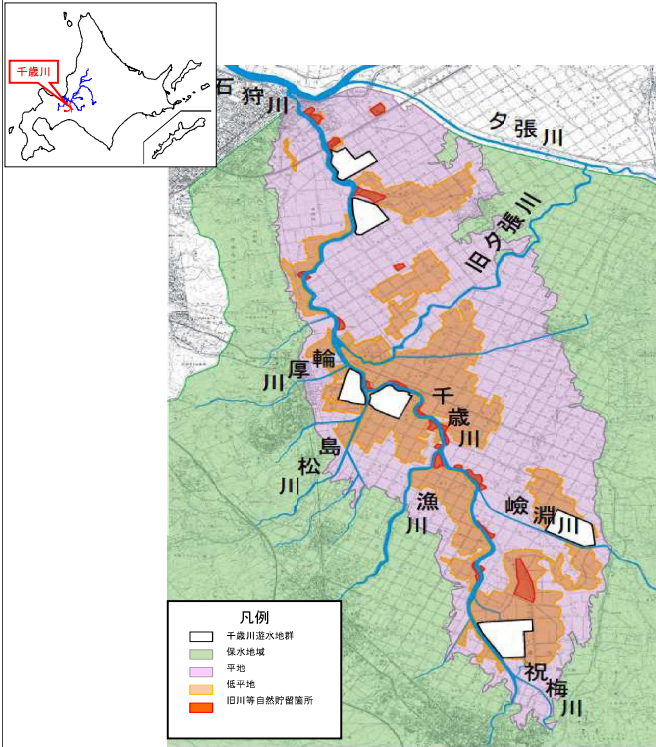 千歳川
石狩川
夕張川
旧夕張川
輪厚川
千歳川
島松川
漁川
嶮淵川
祝梅川
凡例
千歳川遊水地群
保水地域
平地
低平地
旧川等自然貯留箇所